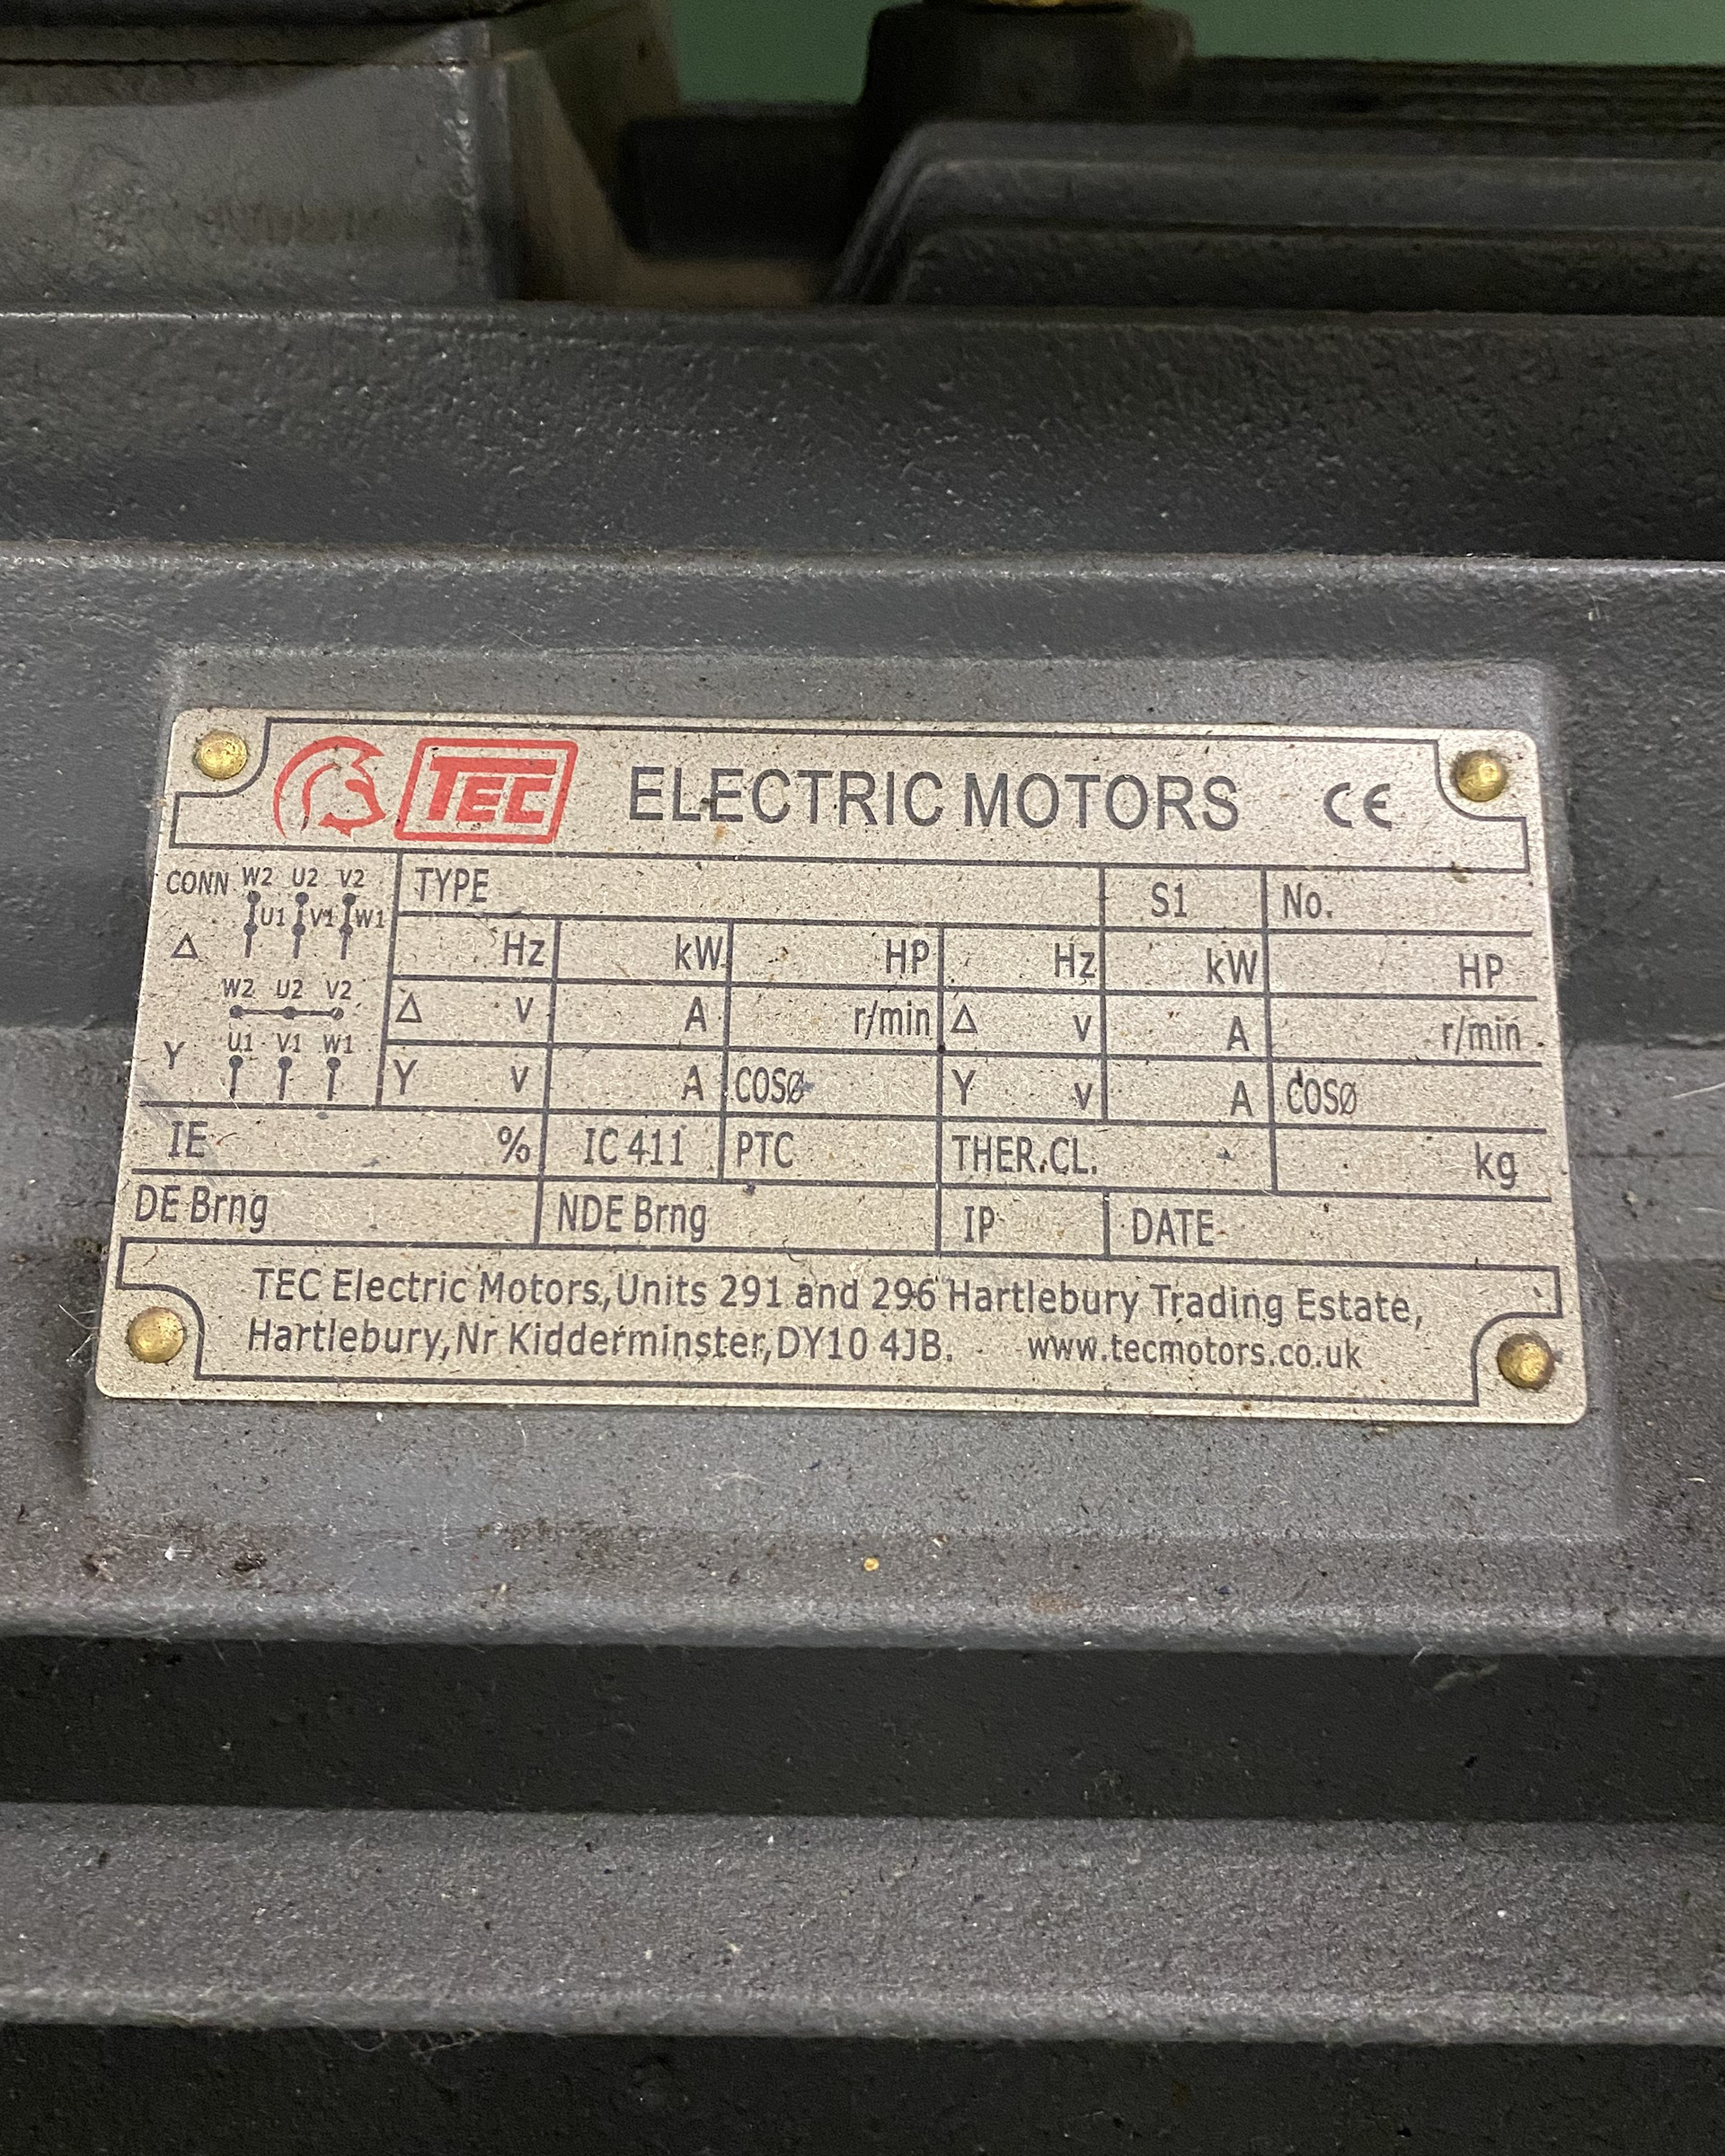 TEC ELECTRIC MOTORS CE
CONN W2 U2 V2
U1 V1 W1
Δ
W2 U2 V2
U1 V1 W1
Y
TYPE S1 No.
Hz kW HP Hz kW HP
Δ V A r/min Δ V A r/min
Y V A COSØ Y V A COSØ
IE % IC 411 PTC THER.CL. kg
DE Brng NDE Brng IP DATE
TEC Electric Motors,Units 291 and 296 Hartlebury Trading Estate,
Hartlebury,Nr Kidderminster,DY10 4JB. www.tecmotors.co.uk